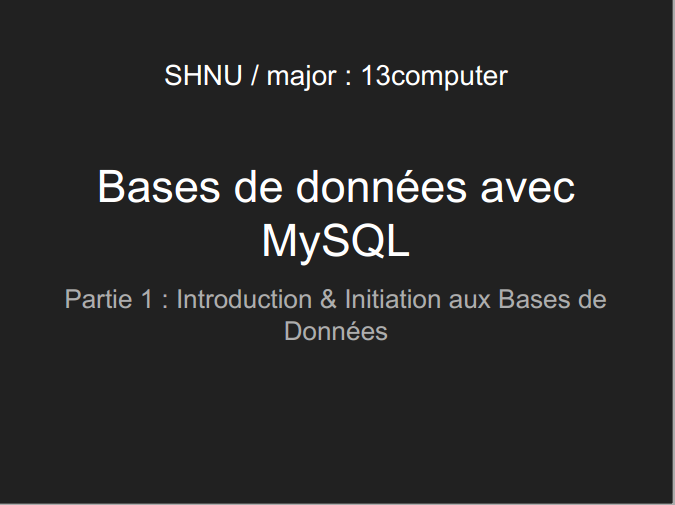 SHNU / major : 13computer
Bases de données avec
MySQL
Partie 1 : Introduction & Initiation aux Bases de
Données